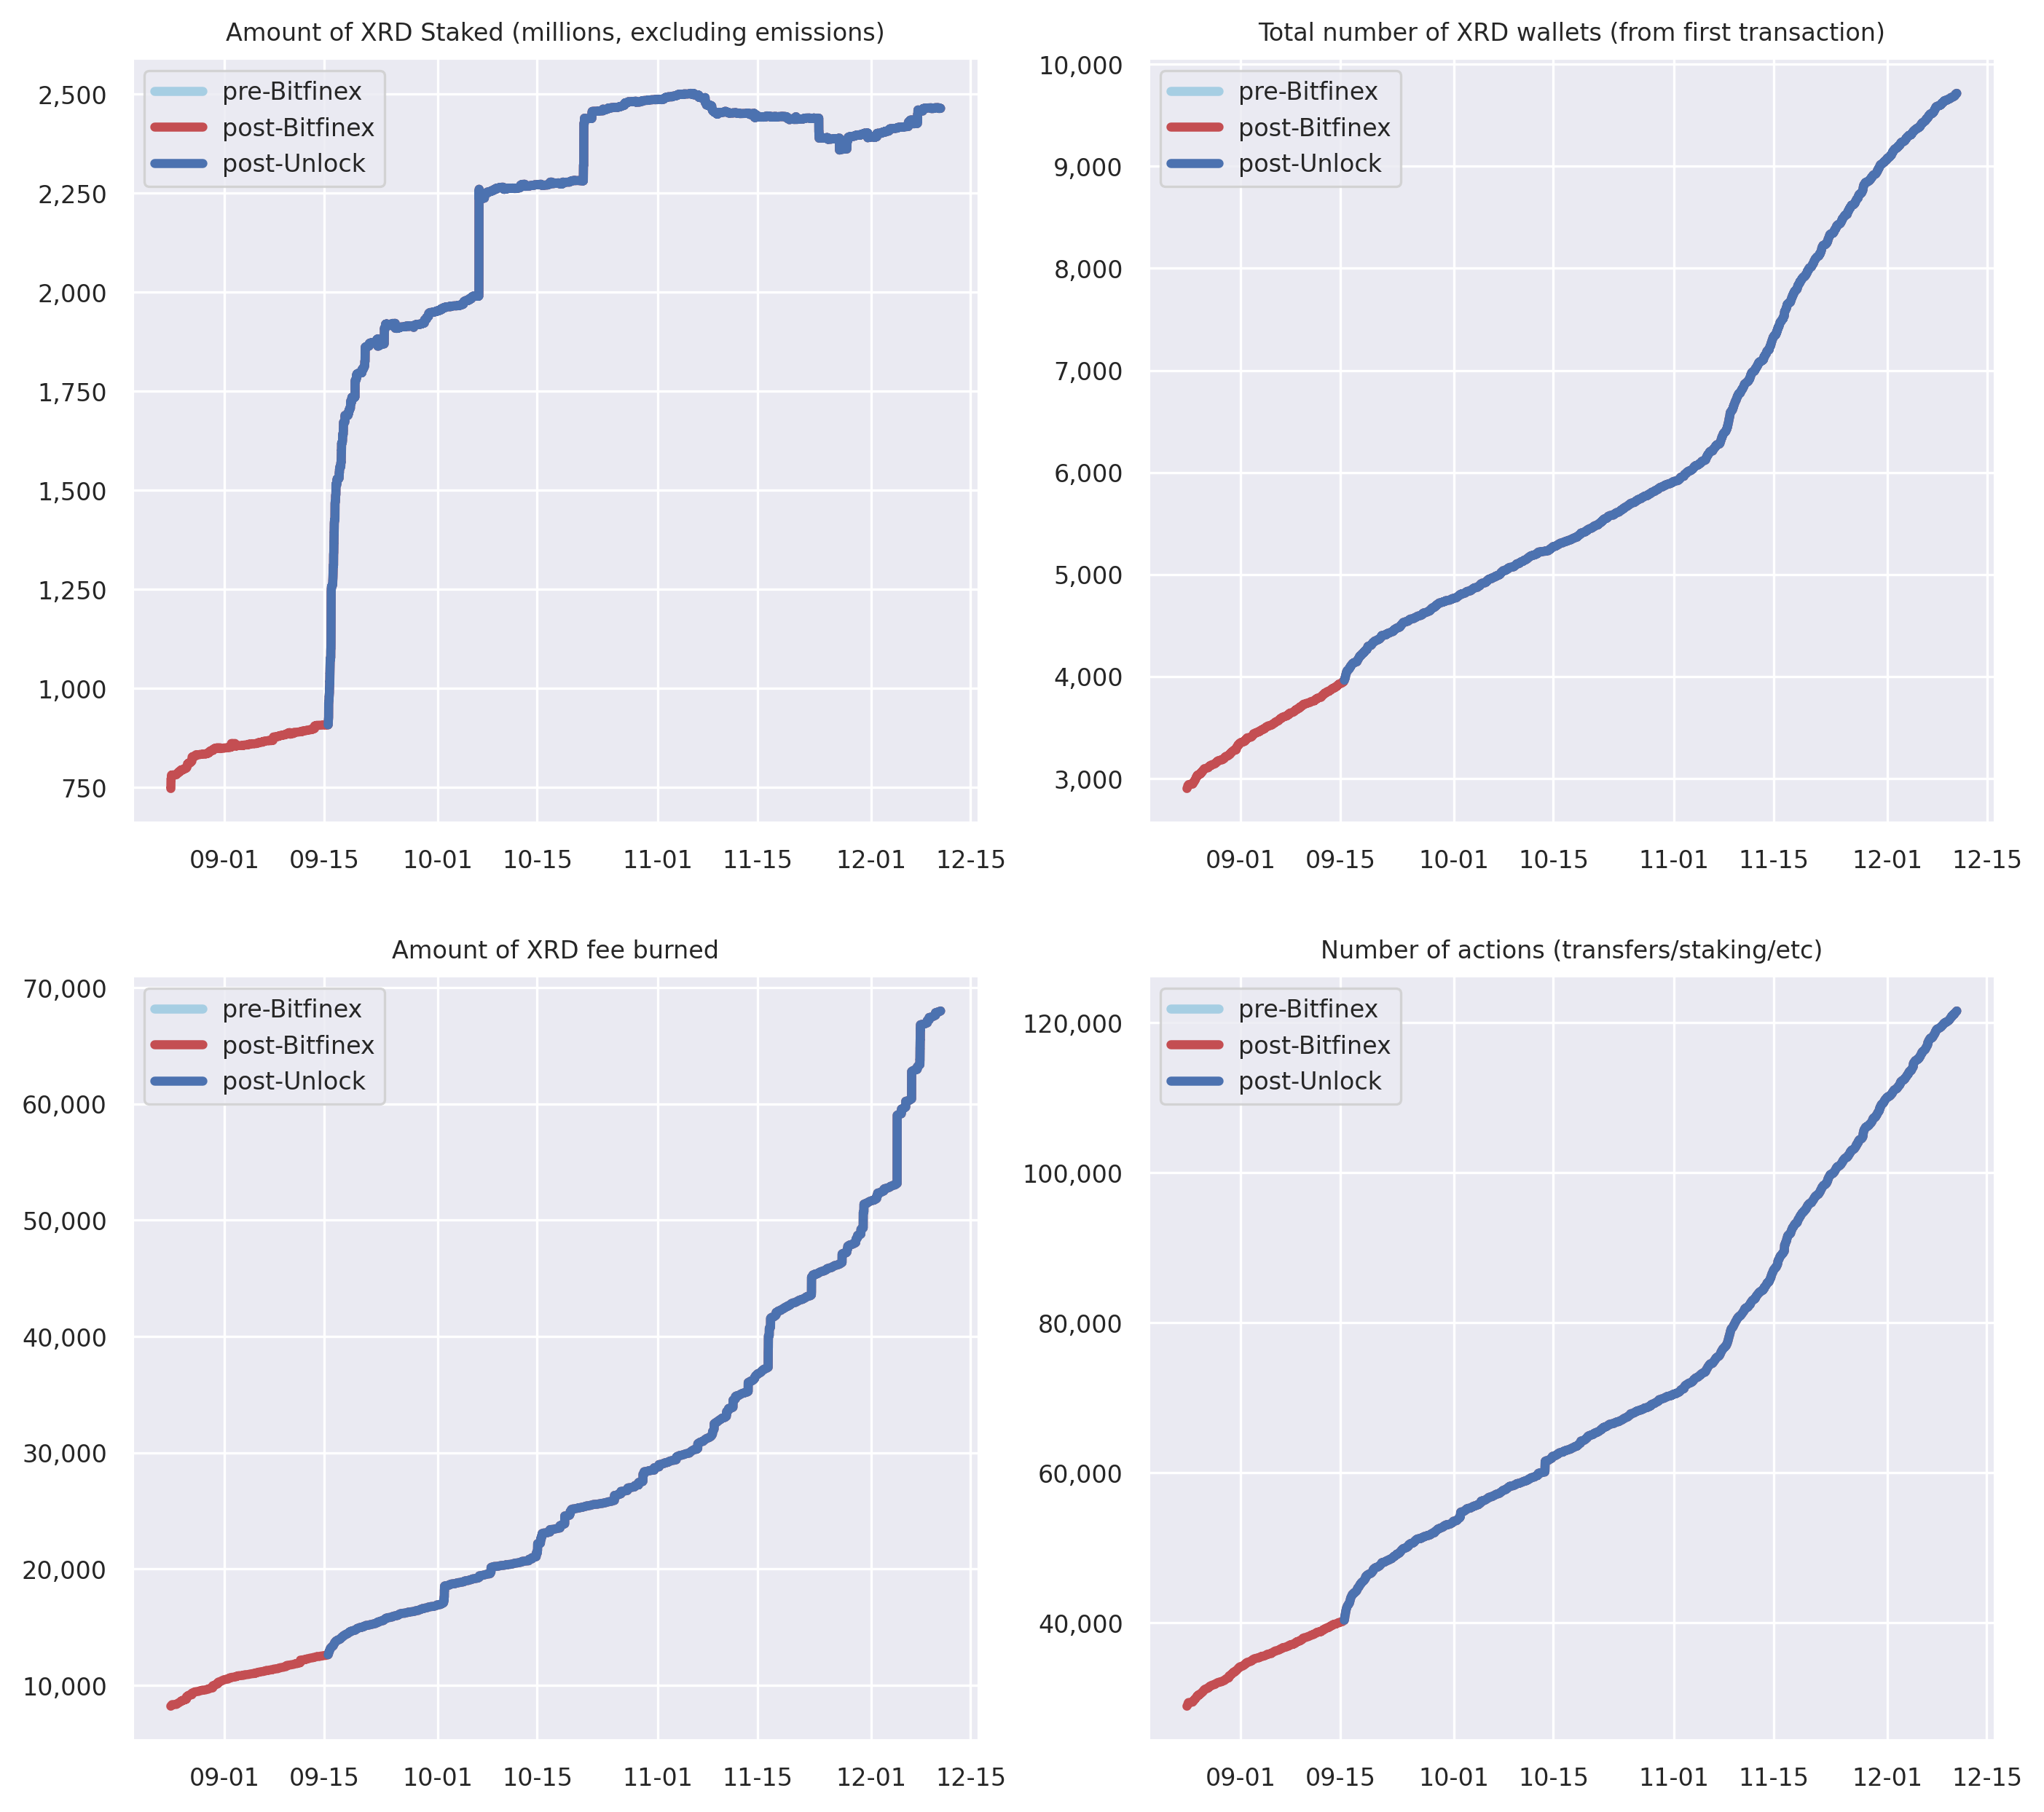 Amount of XRD Staked (millions, excluding emissions)
2,500
2,250
2,000
1,750
1,500
1,250
1,000
750
pre-Bitfinex
post-Bitfinex
post-Unlock
09-01 09-15 10-01 10-15 11-01 11-15 12-01 12-15
Total number of XRD wallets (from first transaction)
10,000
9,000
8,000
7,000
6,000
5,000
4,000
3,000
pre-Bitfinex
post-Bitfinex
post-Unlock
09-01 09-15 10-01 10-15 11-01 11-15 12-01 12-15
Amount of XRD fee burned
70,000
60,000
50,000
40,000
30,000
20,000
10,000
pre-Bitfinex
post-Bitfinex
post-Unlock
09-01 09-15 10-01 10-15 11-01 11-15 12-01 12-15
Number of actions (transfers/staking/etc)
120,000
100,000
80,000
60,000
40,000
pre-Bitfinex
post-Bitfinex
post-Unlock
09-01 09-15 10-01 10-15 11-01 11-15 12-01 12-15